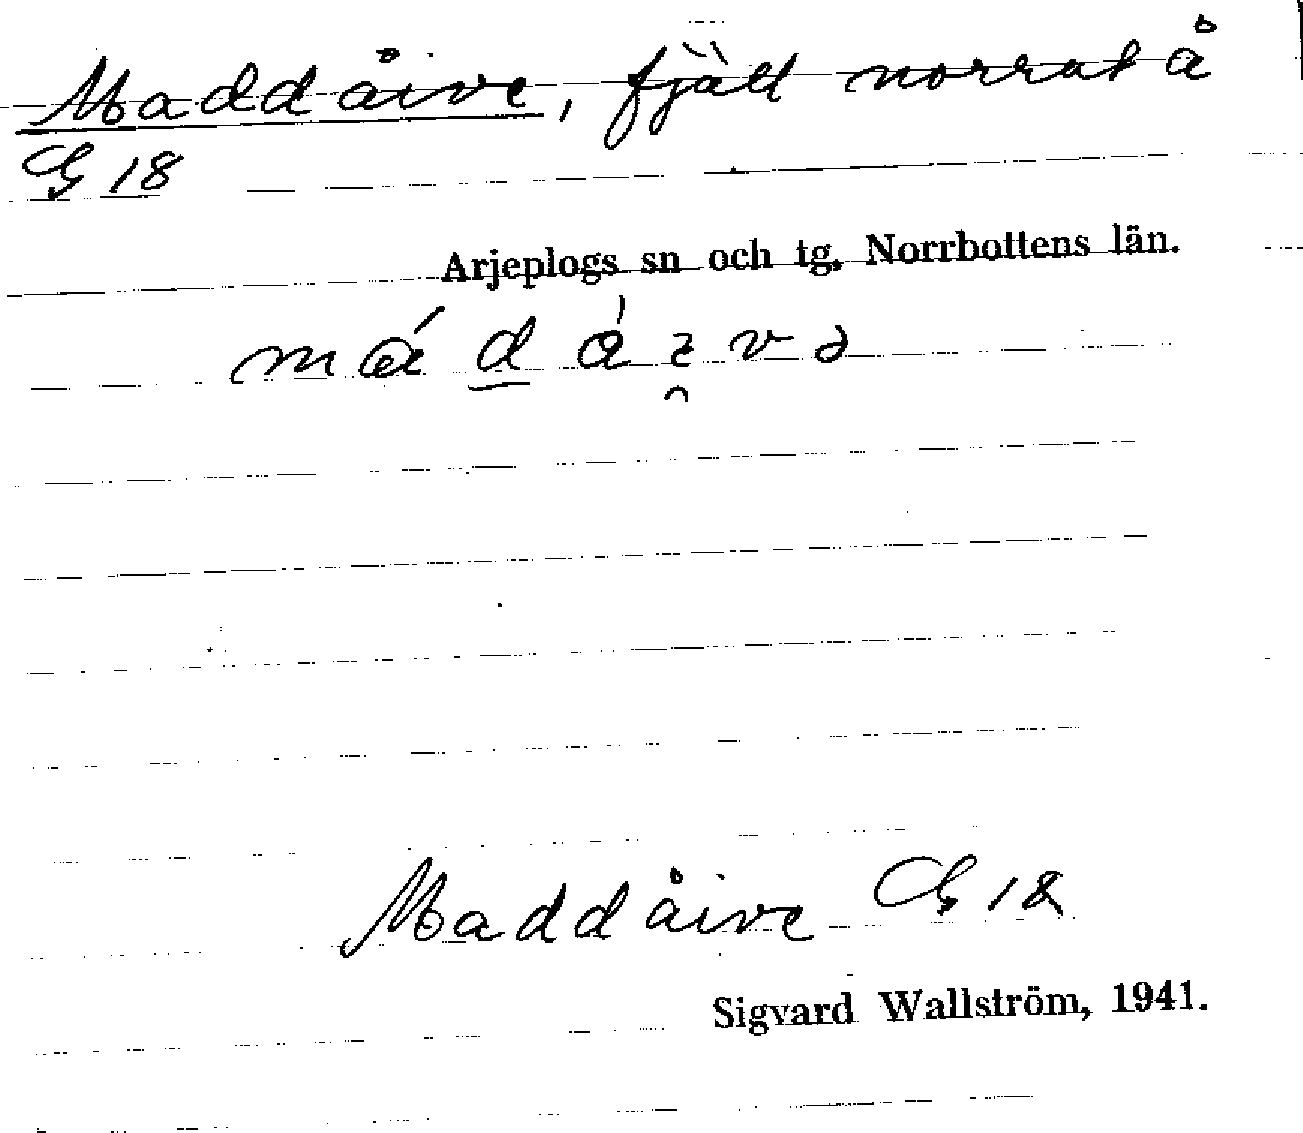 Maddåive, fjäll norrut å
G 18
Arjeplogs sn och tg. Norrbottens län.
Maddåive G 18
Sigvard Wallström, 1941.